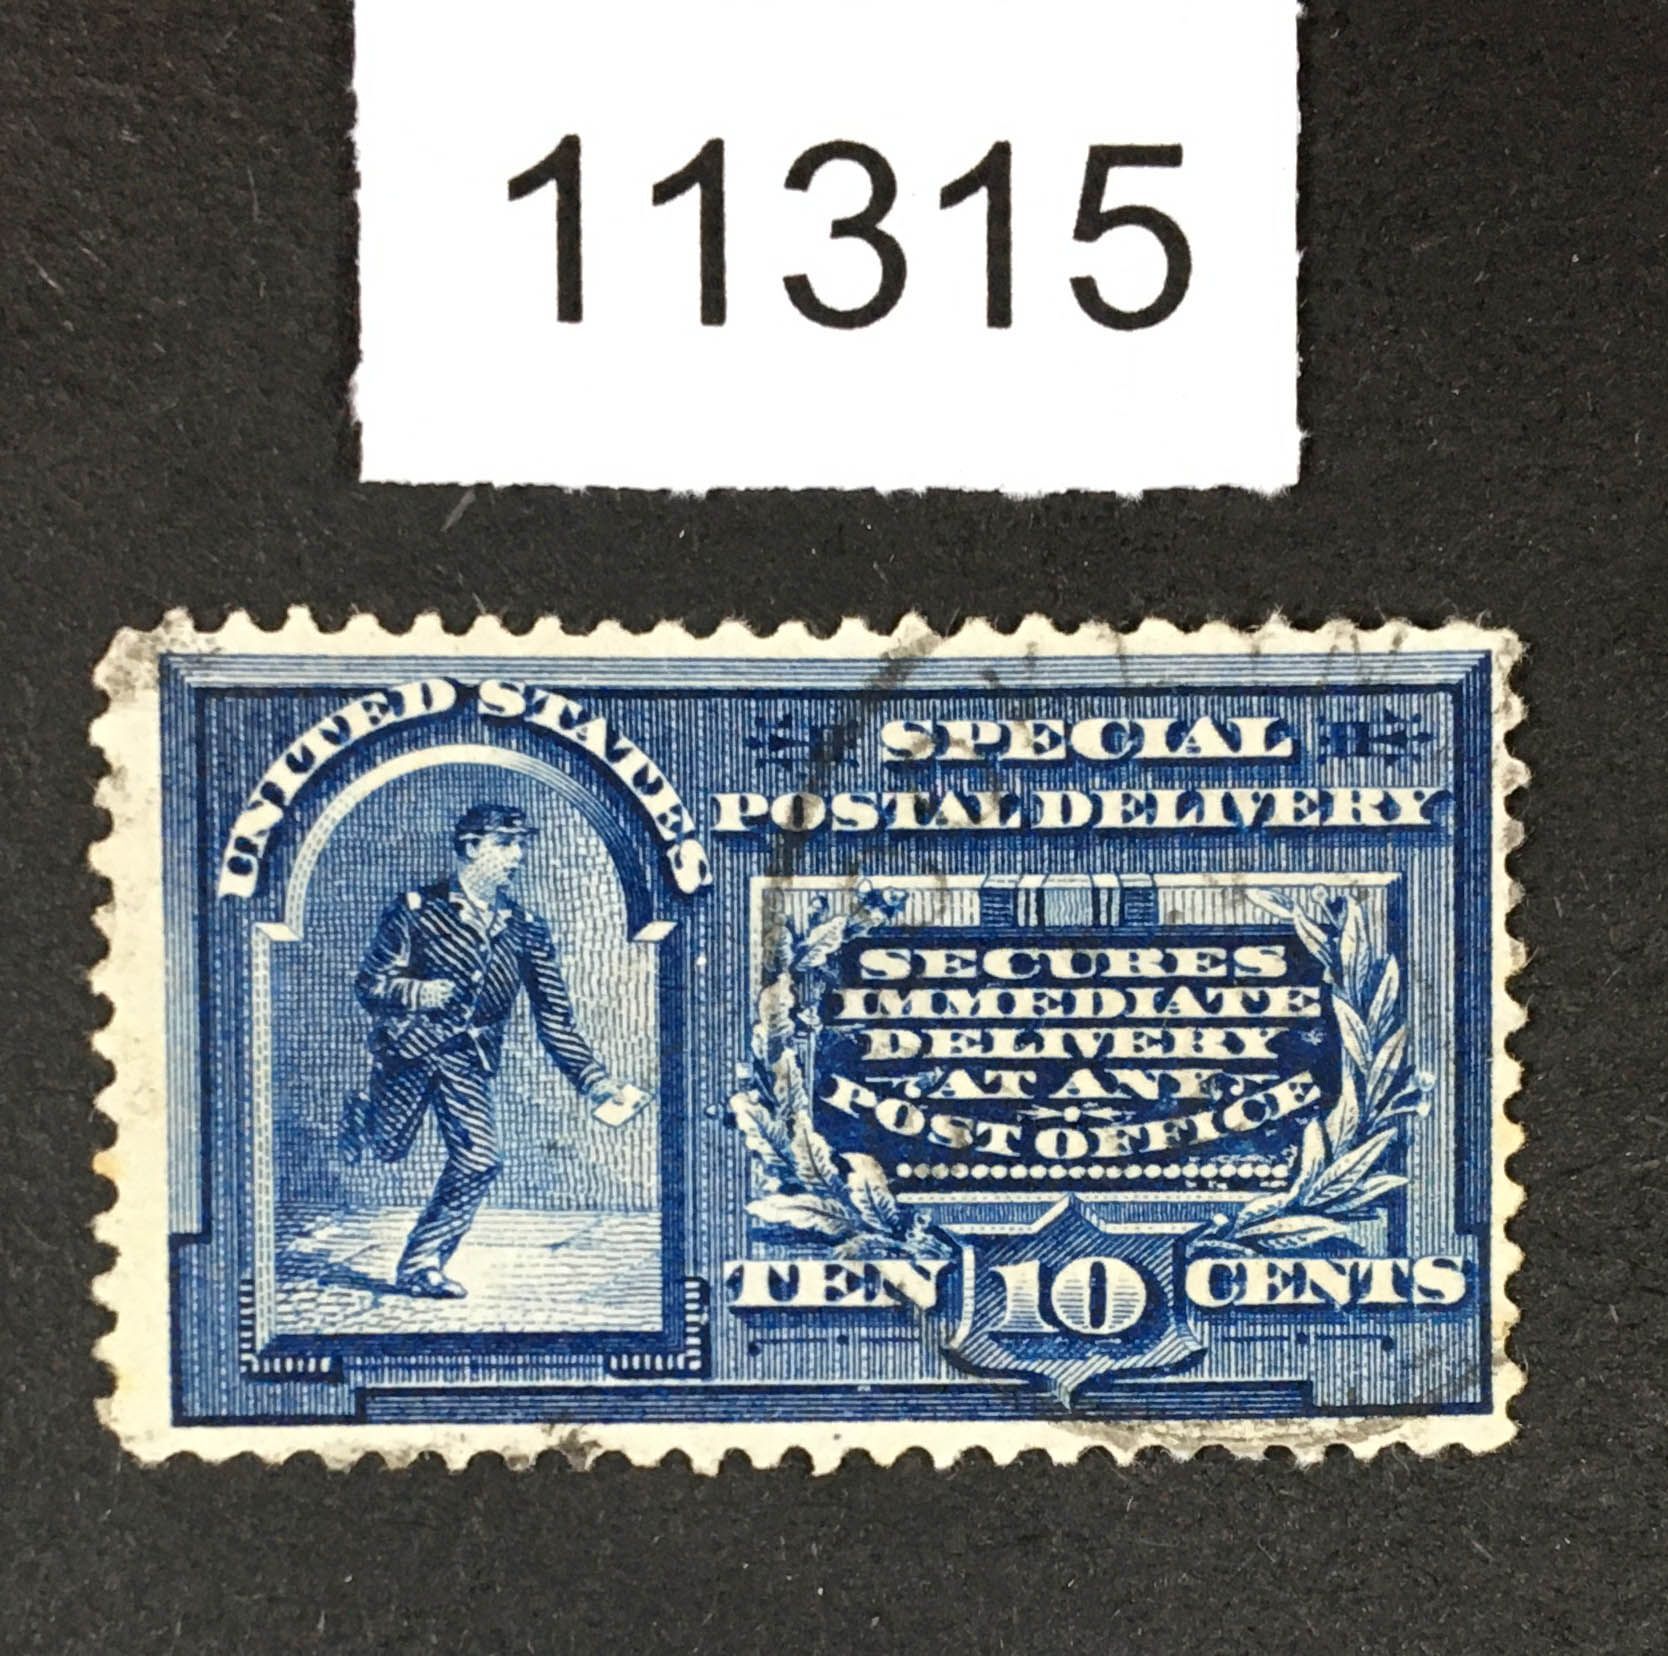 11315
UNITED STATES
SPECIAL
POSTAL DELIVERY
SECURES
IMMEDIATE
DELIVERY
AT ANY
POST OFFICE
TEN 10 CENTS